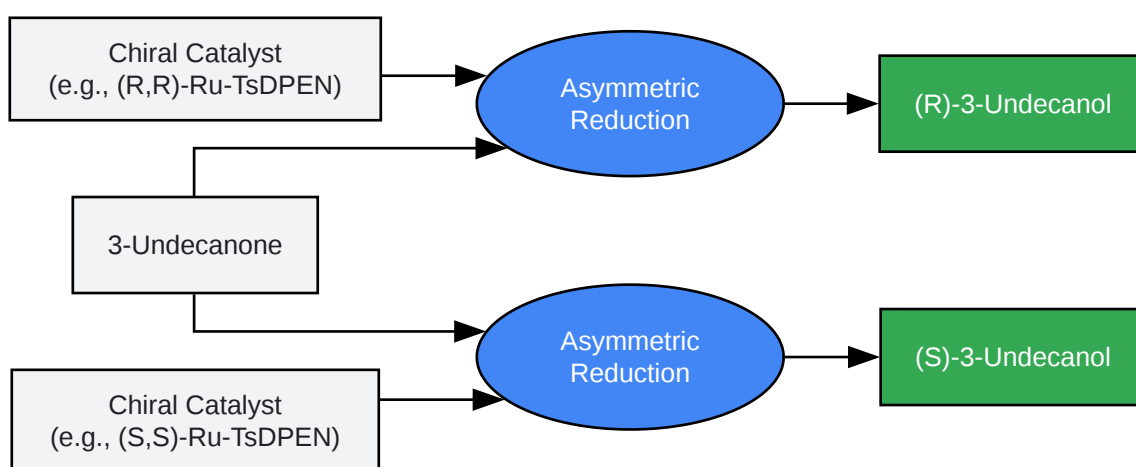 Chiral Catalyst
(e.g., (R,R)-Ru-TsDPEN)
Asymmetric
Reduction
(R)-3-Undecanol
3-Undecanone
Asymmetric
Reduction
(S)-3-Undecanol
Chiral Catalyst
(e.g., (S,S)-Ru-TsDPEN)